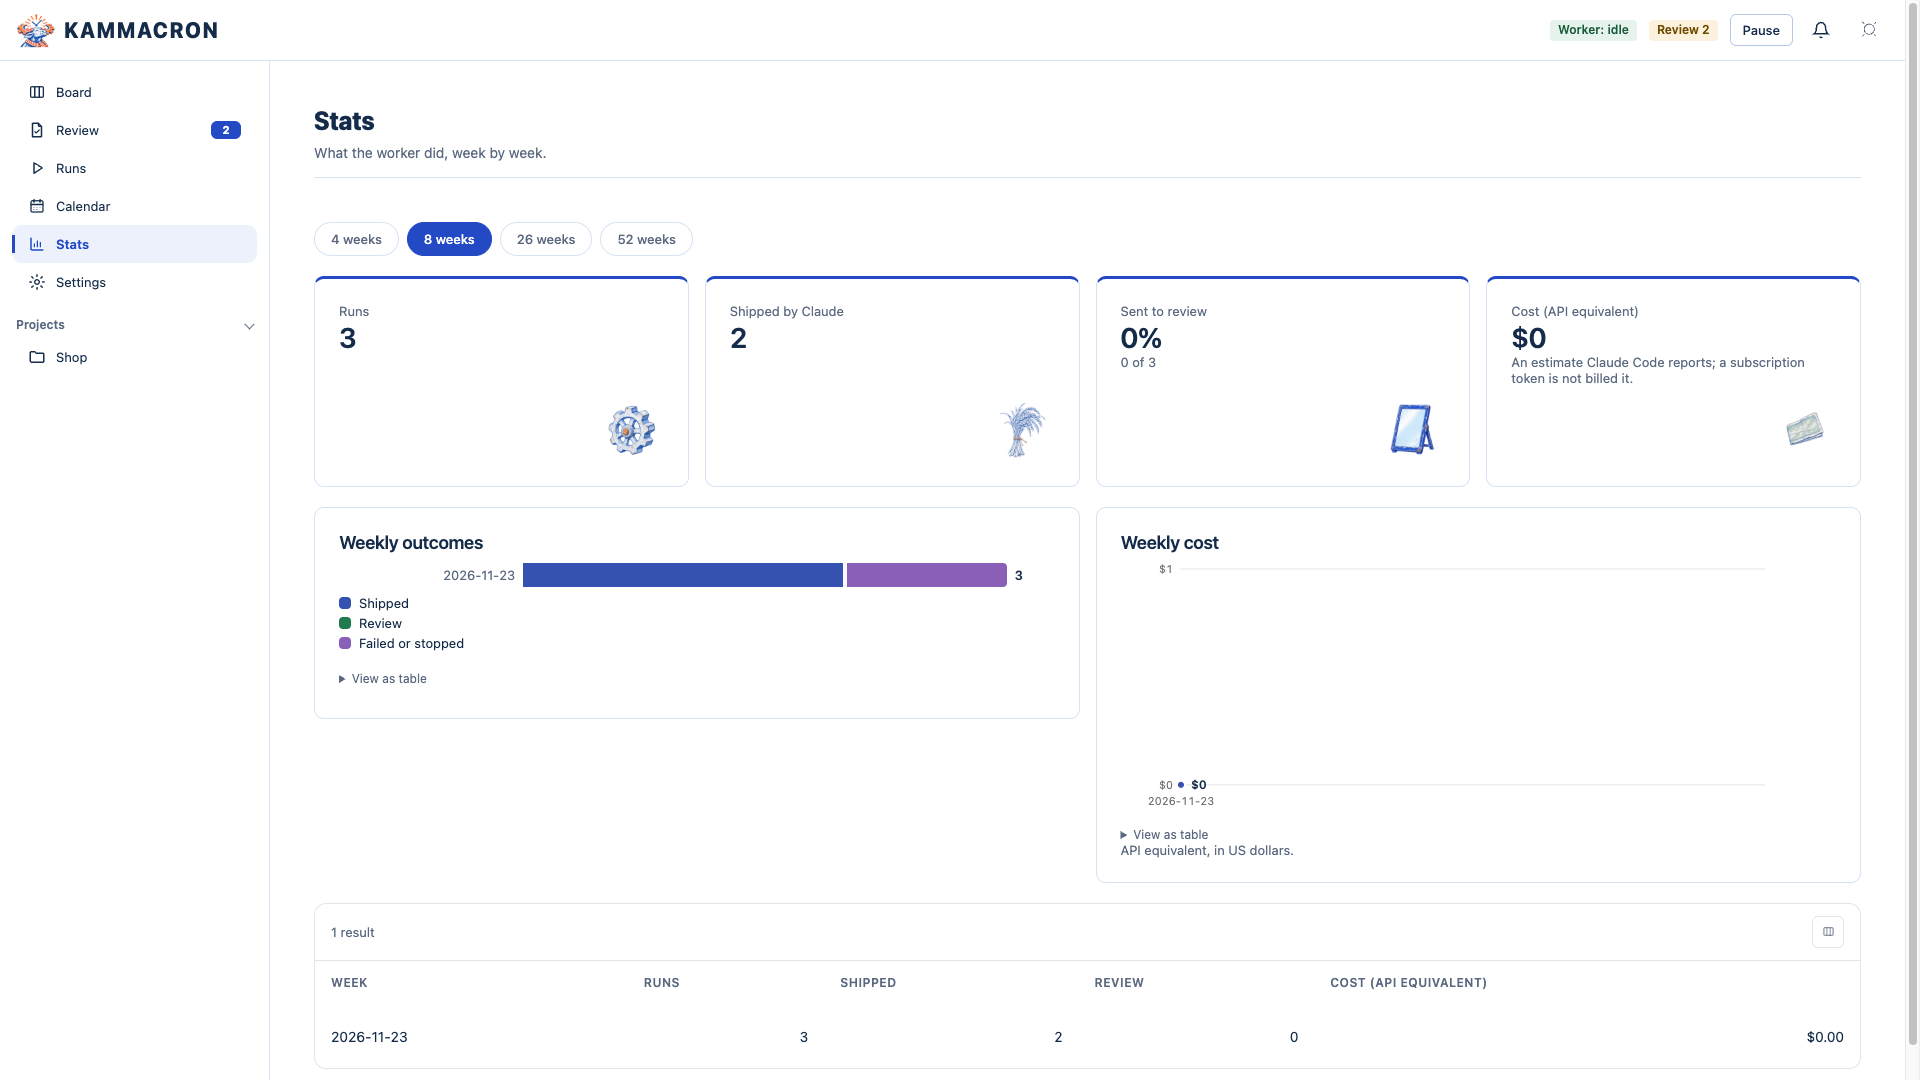 KAMMACRON
Worker: idle
Review 2
Pause
Board
Review
2
Runs
Calendar
Stats
Settings
Projects
Shop
Stats
What the worker did, week by week.
4 weeks
8 weeks
26 weeks
52 weeks
Runs
3
Shipped by Claude
2
Sent to review
0%
0 of 3
Cost (API equivalent)
$0
An estimate Claude Code reports; a subscription
token is not billed it.
Weekly outcomes
2026-11-23
3
Shipped
Review
Failed or stopped
View as table
Weekly cost
$1
$0
$0
2026-11-23
View as table
API equivalent, in US dollars.
1 result
WEEK RUNS SHIPPED REVIEW COST (API EQUIVALENT)
2026-11-23 3 2 0 $0.00